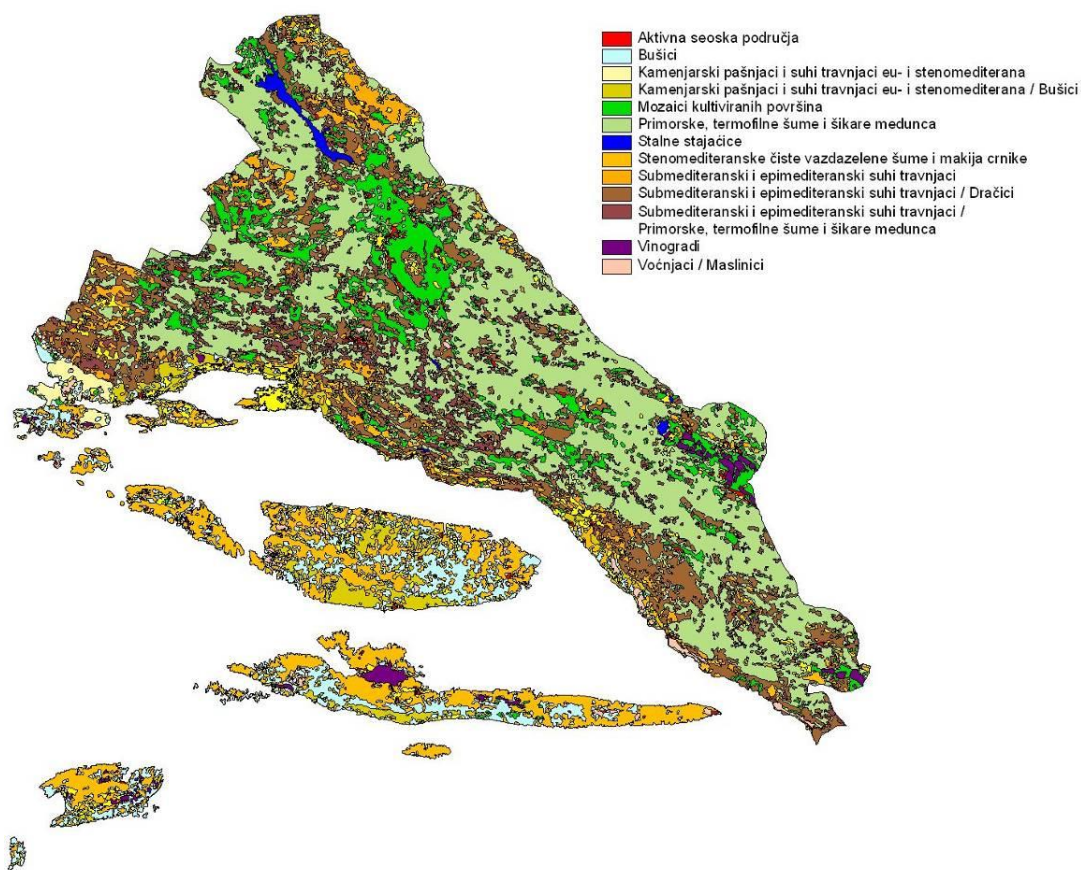 Aktivna seoska područja
Bušici
Kamenjarski pašnjaci i suhi travnjaci eu- i stenomediterana
Kamenjarski pašnjaci i suhi travnjaci eu- i stenomediterana / Bušici
Mozaici kultiviranih površina
Primorske, termofilne šume i šikare medunca
Stalne stajaćice
Stenomediteranske čiste vazdazelene šume i makija crnike
Submediteranski i epimediteranski suhi travnjaci
Submediteranski i epimediteranski suhi travnjaci / Dračici
Submediteranski i epimediteranski suhi travnjaci /
Primorske, termofilne šume i šikare medunca
Vinogradi
Voćnjaci / Maslinici